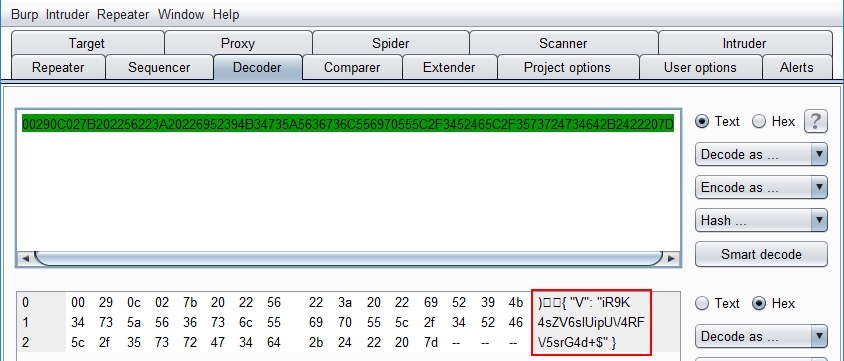 Burp Intruder Repeater Window Help
Target Proxy Spider Scanner Intruder
Repeater Sequencer Decoder Comparer Extender Project options User options Alerts
00290C027B202256223A20226952394B34735A5636736C556970555C2F3452465C2F3573724734642B2422207D
Text Hex ?
Decode as ...
Encode as ...
Hash ...
Smart decode
0 00 29 0c 02 7b 20 22 56 22 3a 20 22 69 52 39 4b )□□{ "V": "iR9K
1 34 73 5a 56 36 73 6c 55 69 70 55 5c 2f 34 52 46 4sZV6slUipU\/4RF
2 5c 2f 35 73 72 47 34 64 2b 24 22 20 7d -- -- -- \/5srG4d+$" }
Text Hex
Decode as ...